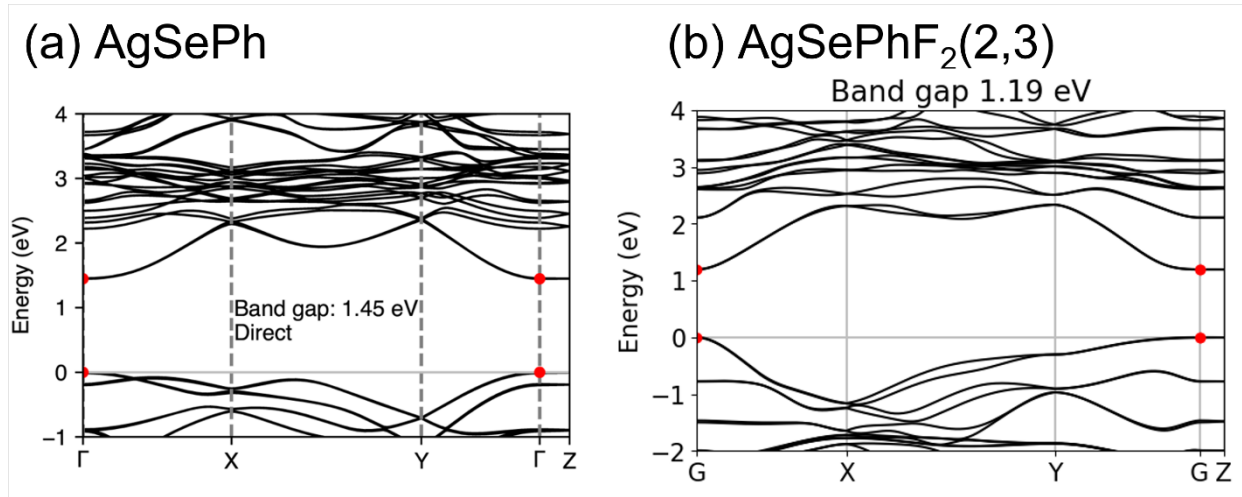 (a) AgSePh
(b) AgSePhF₂(2,3)
Band gap 1.19 eV
Energy (eV)
4
3
2
1
0
−1
Band gap: 1.45 eV
Direct
Γ X Y Γ Z
Energy (eV)
4
3
2
1
0
−1
−2
G X Y G Z